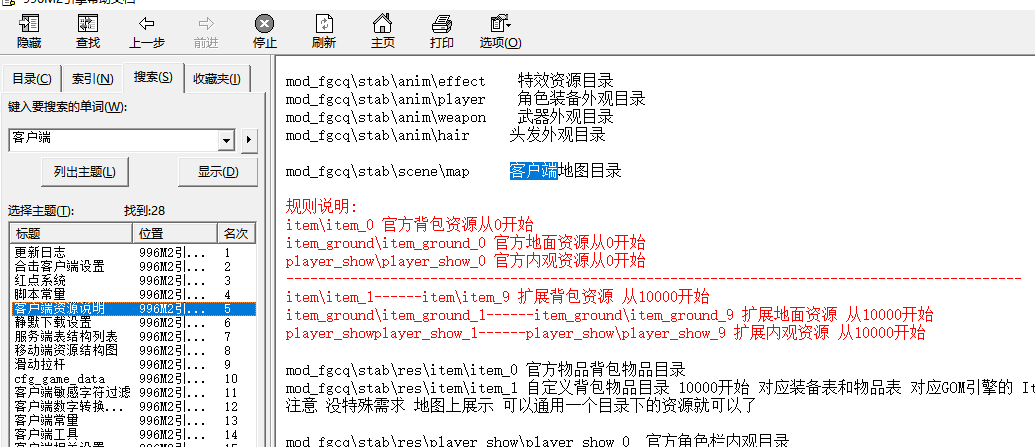 996M2引擎帮助文档
隐藏 查找 上一步 前进 停止 刷新 主页 打印 选项(O)
目录(C) 索引(N) 搜索(S) 收藏夹(I)
键入要搜索的单词(W):
客户端
列出主题(L) 显示(D)
选择主题(T): 找到:28
标题 位置 名次
更新日志 996M2引... 1
合击客户端设置 996M2引... 2
红点系统 996M2引... 3
脚本常量 996M2引... 4
客户端资源说明 996M2引... 5
静默下载设置 996M2引... 6
服务端表结构列表 996M2引... 7
移动端资源结构图 996M2引... 8
滑动拉杆 996M2引... 9
cfg_game_data 996M2引... 10
客户端敏感字符过滤 996M2引... 11
客户端数字转换... 996M2引... 12
客户端常量 996M2引... 13
客户端工具 996M2引... 14
客户端相关设置 996M2引... 15
mod_fgcq\stab\anim\effect 特效资源目录
mod_fgcq\stab\anim\player 角色装备外观目录
mod_fgcq\stab\anim\weapon 武器外观目录
mod_fgcq\stab\anim\hair 头发外观目录
mod_fgcq\stab\scene\map 客户端地图目录
规则说明:
item\item_0 官方背包资源从0开始
item_ground\item_ground_0 官方地面资源从0开始
player_show\player_show_0 官方内观资源从0开始
item\item_1------item\item_9 扩展背包资源 从10000开始
item_ground\item_ground_1------item_ground\item_ground_9 扩展地面资源 从10000开始
player_showplayer_show_1------player_show\player_show_9 扩展内观资源 从10000开始
mod_fgcq\stab\res\item\item_0 官方物品背包物品目录
mod_fgcq\stab\res\item\item_1 自定义背包物品目录 10000开始 对应装备表和物品表 对应GOM引擎的 It
注意 没特殊需求 地图上展示 可以通用一个目录下的资源就可以了
mod_fgcq\stab\res\player_show\player_show_0 官方角色栏内观目录